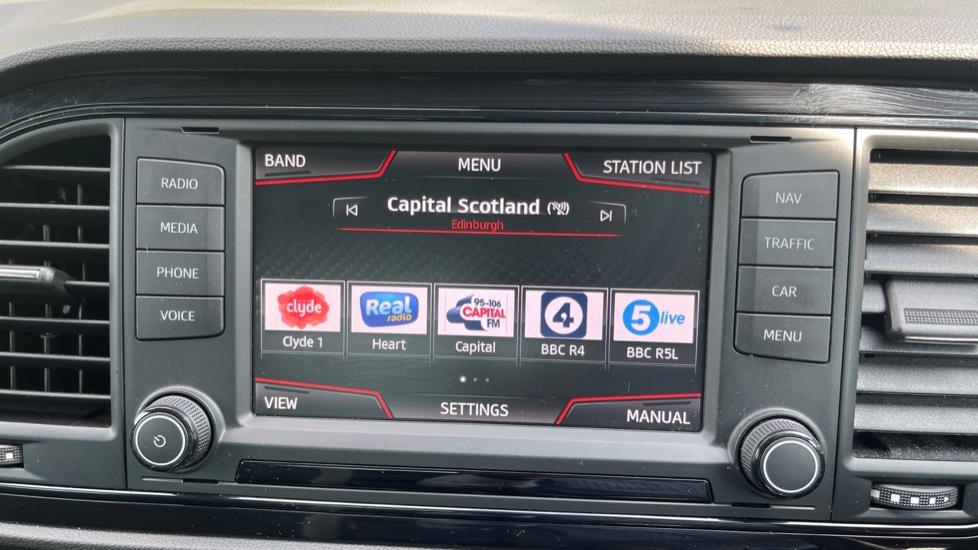 BAND MENU STATION LIST
RADIO
MEDIA
PHONE
VOICE
Capital Scotland
Edinburgh
clyde
Real
radio
95-106
CAPITAL
FM
4
5 live
Clyde 1 Heart Capital BBC R4 BBC R5L
VIEW SETTINGS MANUAL
NAV
TRAFFIC
CAR
MENU